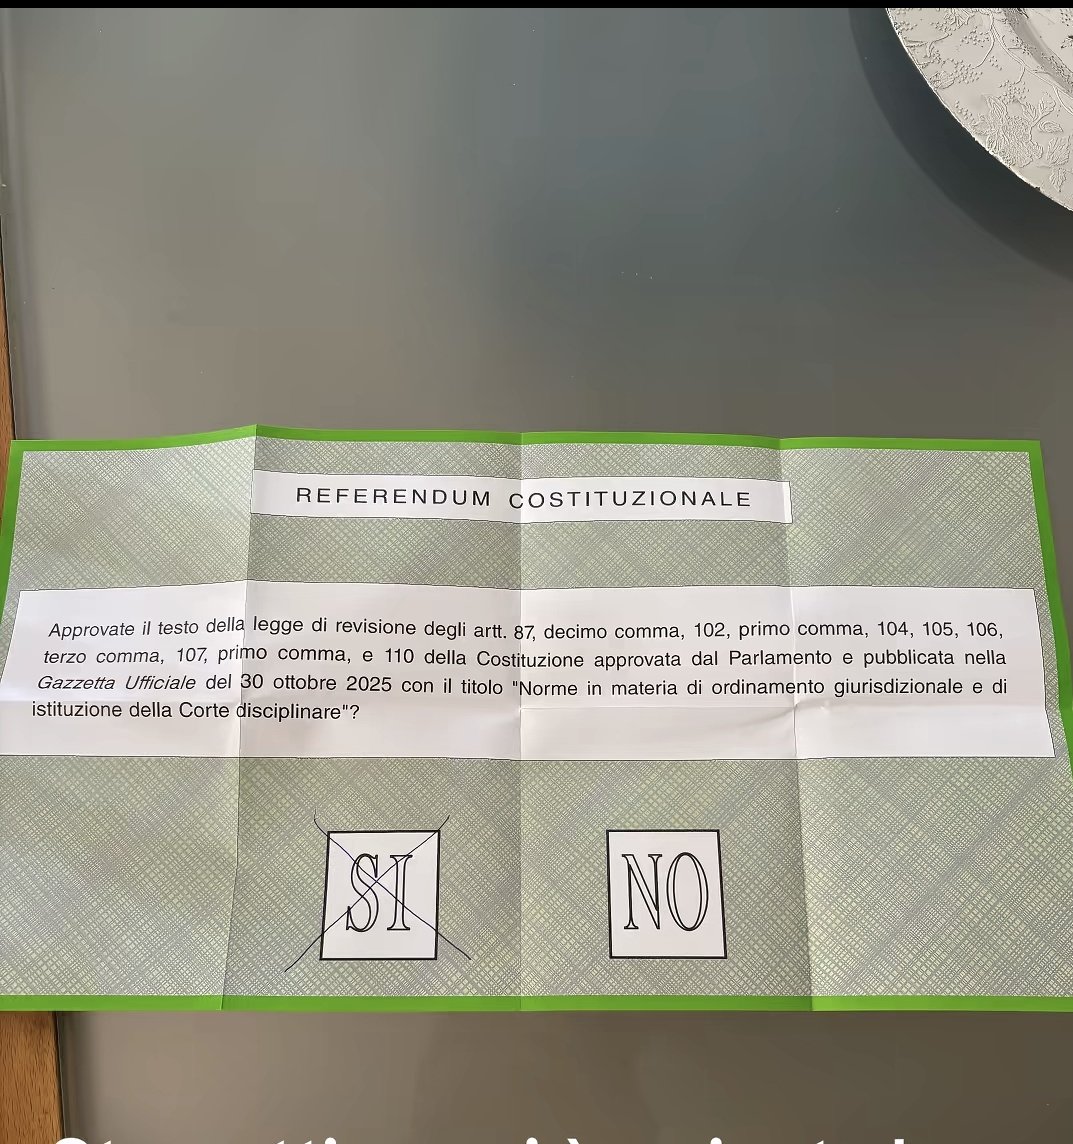 REFERENDUM COSTITUZIONALE
Approvate il testo della legge di revisione degli artt. 87, decimo comma, 102, primo comma, 104, 105, 106,
terzo comma, 107, primo comma, e 110 della Costituzione approvata dal Parlamento e pubblicata nella
Gazzetta Ufficiale del 30 ottobre 2025 con il titolo "Norme in materia di ordinamento giurisdizionale e di
istituzione della Corte disciplinare"?
SI NO